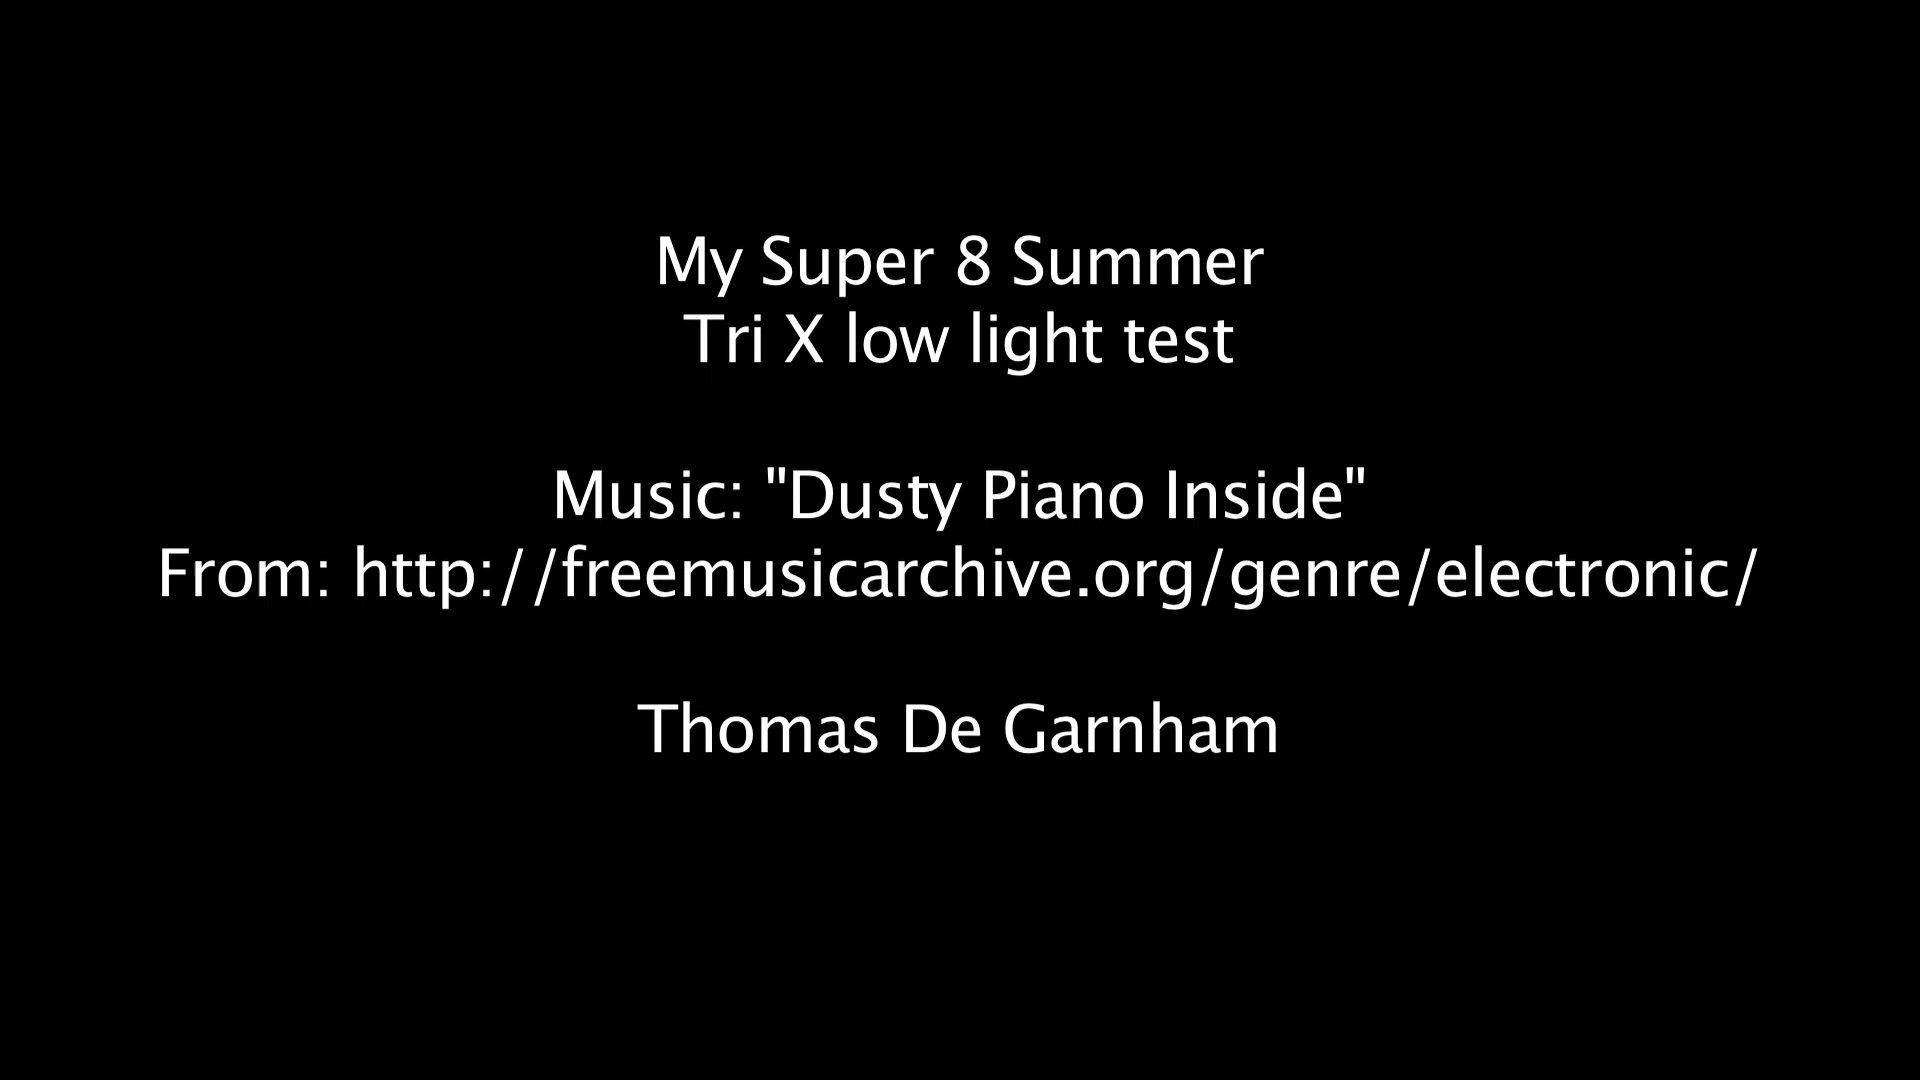 My Super 8 Summer
Tri X low light test
Music: "Dusty Piano Inside"
From: http://freemusicarchive.org/genre/electronic/
Thomas De Garnham